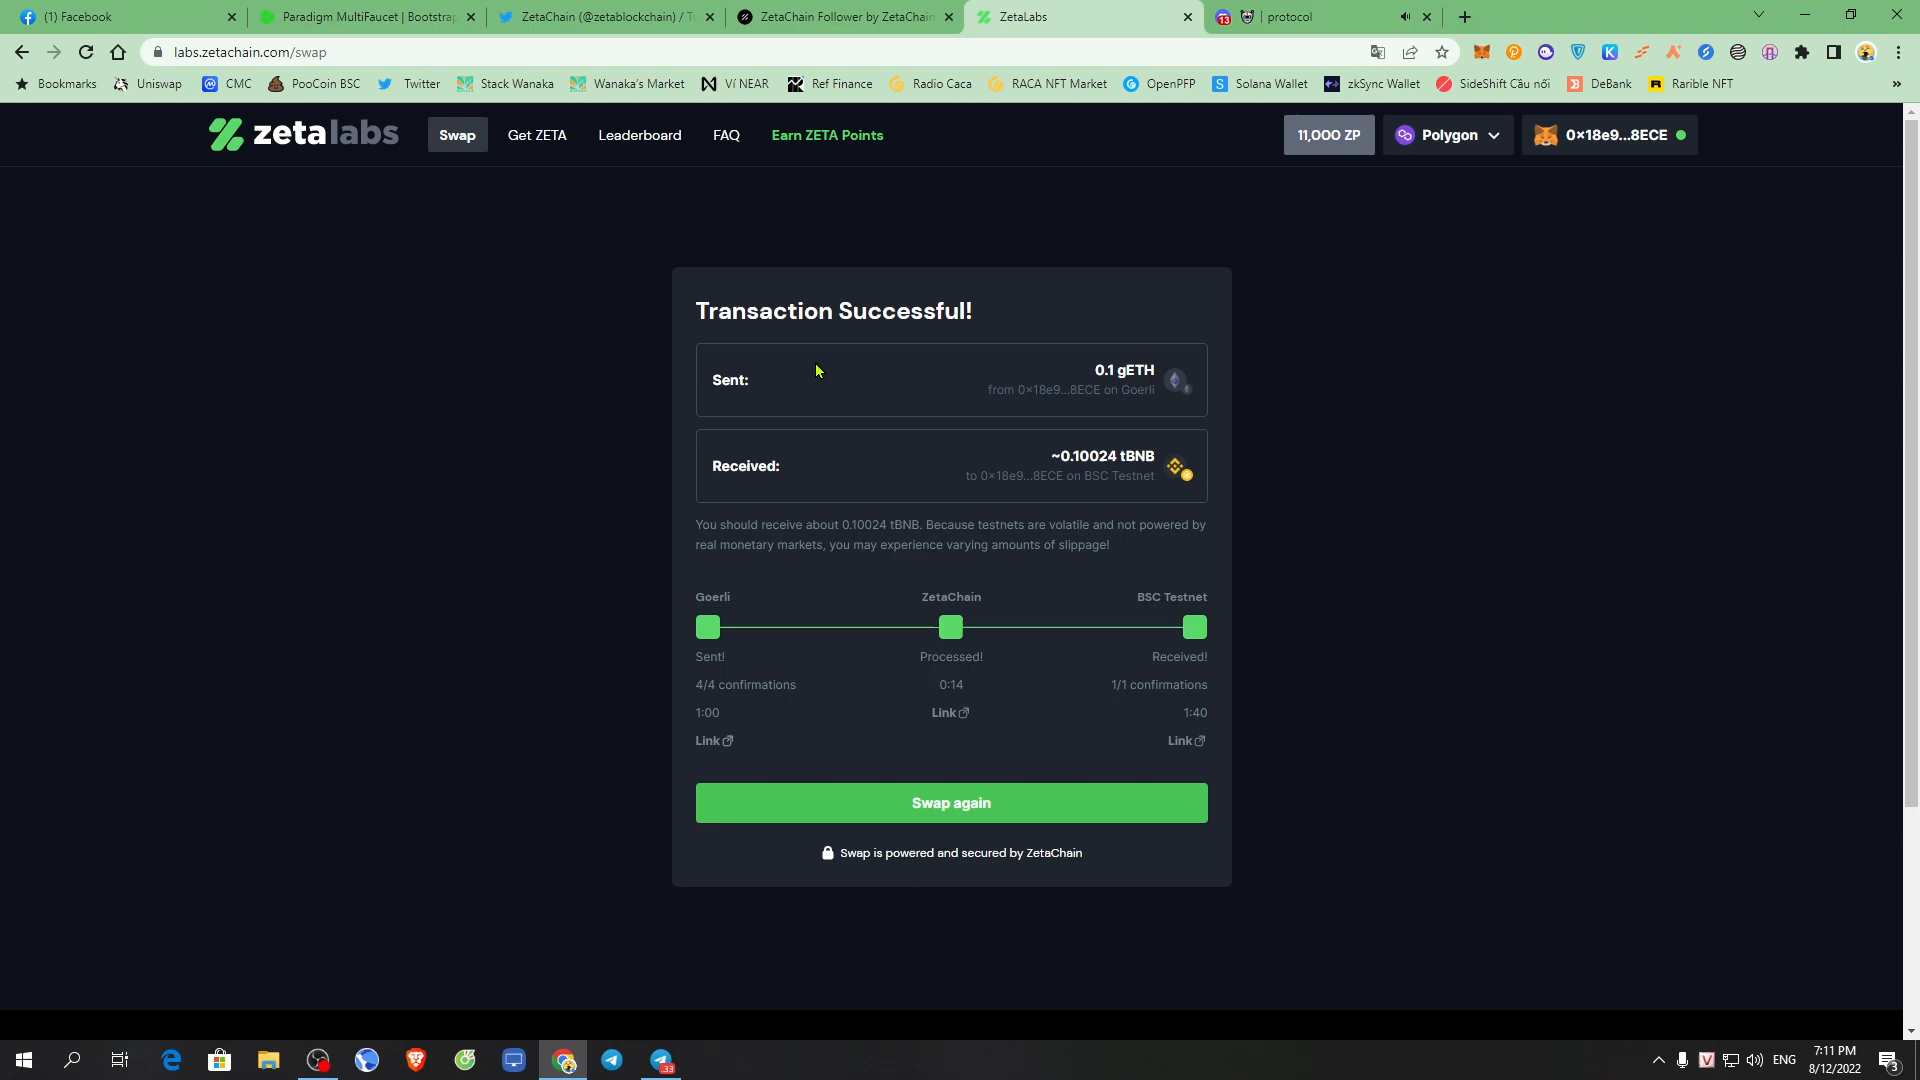 (1) Facebook
Paradigm MultiFaucet | Bootstrap
ZetaChain (@zetablockchain) / Tw
ZetaChain Follower by ZetaChain
ZetaLabs
13
| protocol
labs.zetachain.com/swap
Bookmarks
Uniswap
CMC
PooCoin BSC
Twitter
Stack Wanaka
Wanaka's Market
Ví NEAR
Ref Finance
Radio Caca
RACA NFT Market
OpenPFP
Solana Wallet
zkSync Wallet
SideShift Cầu nối
DeBank
Rarible NFT
»
zetalabs
Swap
Get ZETA
Leaderboard
FAQ
Earn ZETA Points
11,000 ZP
Polygon
0x18e9...8ECE
Transaction Successful!
Sent:
0.1 gETH
from 0x18e9...8ECE on Goerli
Received:
~0.10024 tBNB
to 0x18e9...8ECE on BSC Testnet
You should receive about 0.10024 tBNB. Because testnets are volatile and not powered by
real monetary markets, you may experience varying amounts of slippage!
Goerli
ZetaChain
BSC Testnet
Sent!
Processed!
Received!
4/4 confirmations
0:14
1/1 confirmations
1:00
Link
1:40
Link
Link
Swap again
Swap is powered and secured by ZetaChain
33
ENG
7:11 PM
8/12/2022
3